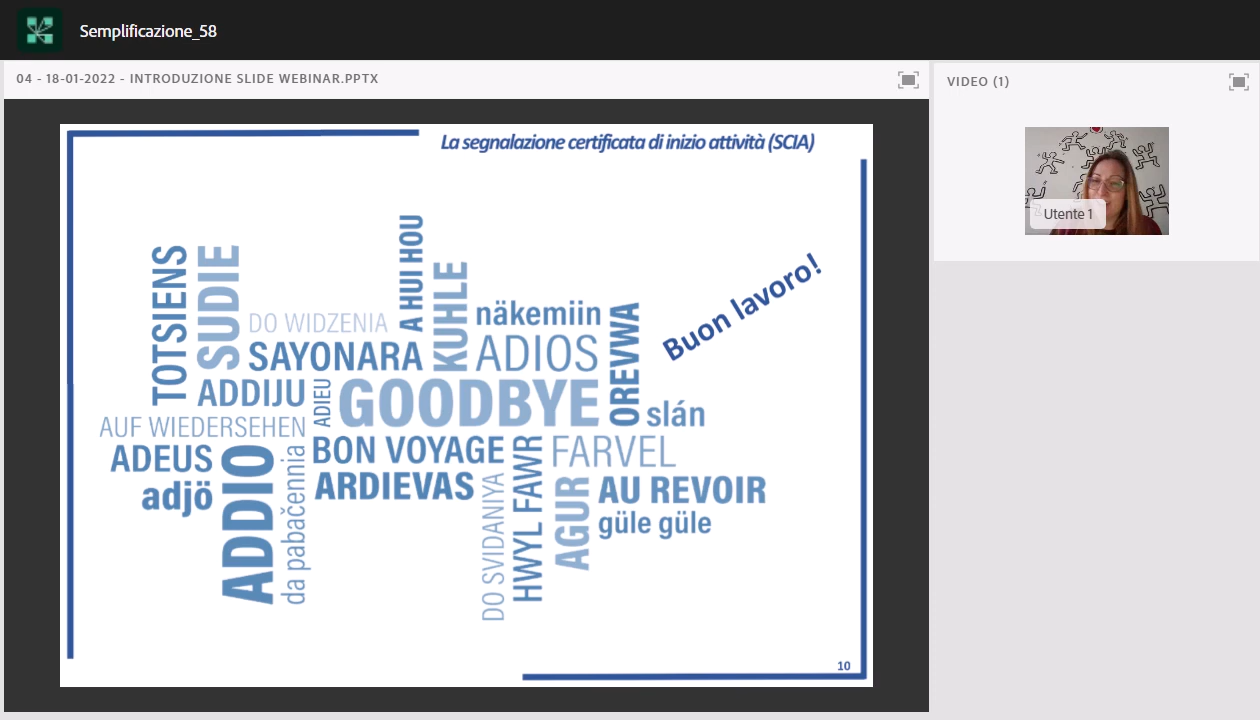 Semplificazione_58
04 - 18-01-2022 - INTRODUZIONE SLIDE WEBINAR.PPTX
VIDEO (1)
La segnalazione certificata di inizio attività (SCIA)
Utente 1
TOTSIENS
SUDIE
DO WIDZENIA
A HUI HOU
KUHLE
näkemiin
OREVWA
Buon lavoro!
SAYONARA
ADIOS
ADDIJU
ADIEU
GOODBYE
slán
AUF WIEDERSEHEN
BON VOYAGE
FARVEL
ADEUS
ADDIO
da pabačennia
ARDIEVAS
DO SVIDANIYA
HWYL FAWR
AGUR
AU REVOIR
adjö
güle güle
10